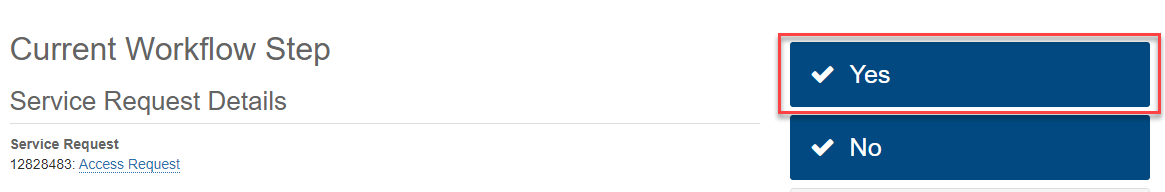 Current Workflow Step
Service Request Details
Service Request
12828483: Access Request
Yes
No